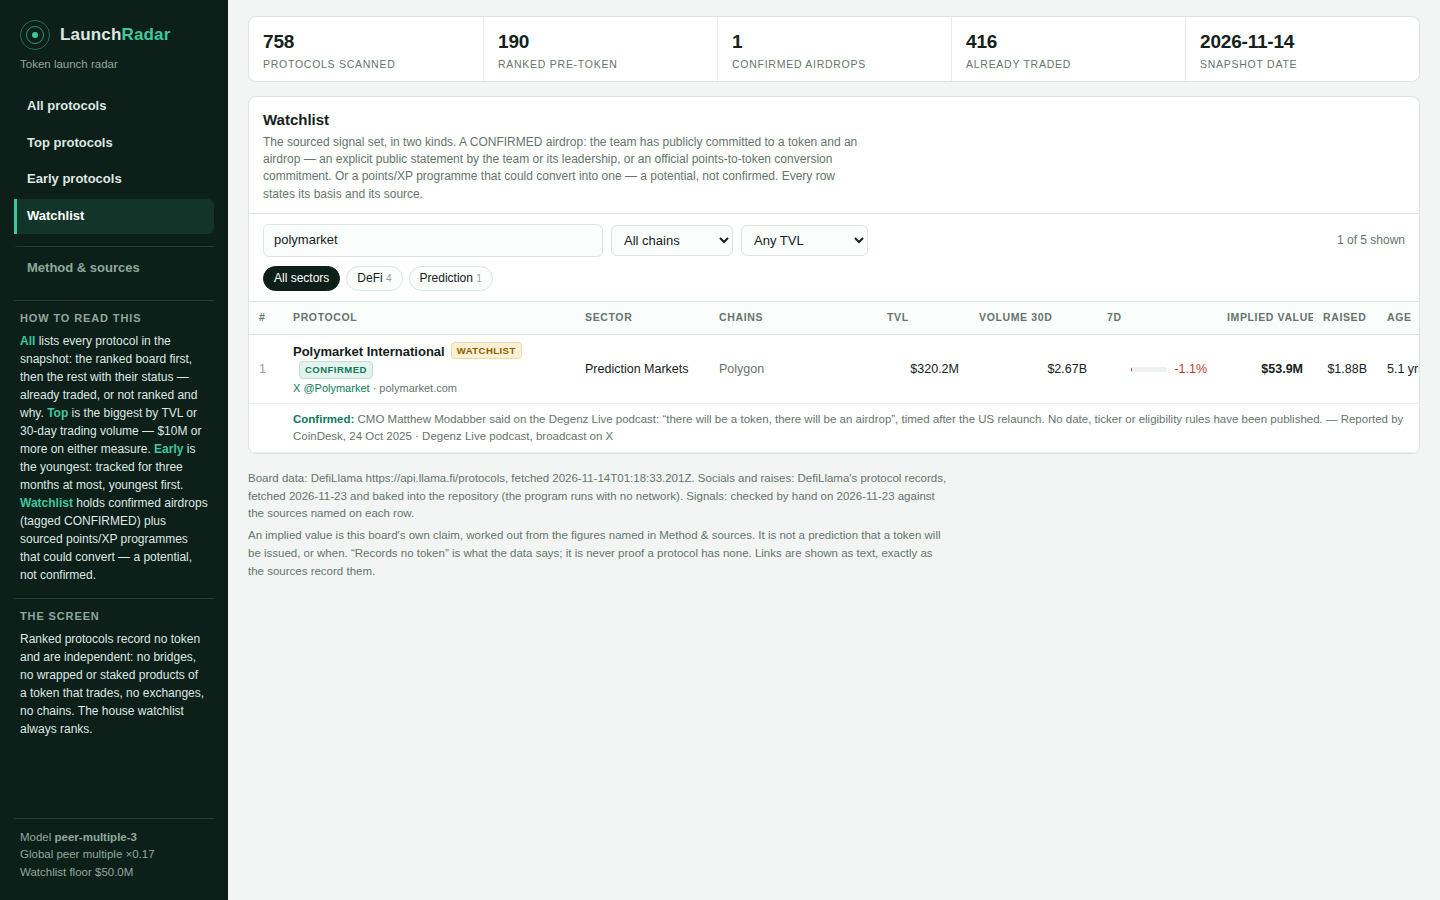 LaunchRadar
Token launch radar
All protocols
Top protocols
Early protocols
Watchlist
Method & sources
HOW TO READ THIS
All lists every protocol in the
snapshot: the ranked board first,
then the rest with their status —
already traded, or not ranked and
why. Top is the biggest by TVL or
30-day trading volume — $10M or
more on either measure. Early is
the youngest: tracked for three
months at most, youngest first.
Watchlist holds confirmed airdrops
(tagged CONFIRMED) plus
sourced points/XP programmes
that could convert — a potential,
not confirmed.
THE SCREEN
Ranked protocols record no token
and are independent: no bridges,
no wrapped or staked products of
a token that trades, no exchanges,
no chains. The house watchlist
always ranks.
Model peer-multiple-3
Global peer multiple ×0.17
Watchlist floor $50.0M
758 190 1 416 2026-11-14
PROTOCOLS SCANNED RANKED PRE-TOKEN CONFIRMED AIRDROPS ALREADY TRADED SNAPSHOT DATE
Watchlist
The sourced signal set, in two kinds. A CONFIRMED airdrop: the team has publicly committed to a token and an
airdrop — an explicit public statement by the team or its leadership, or an official points-to-token conversion
commitment. Or a points/XP programme that could convert into one — a potential, not confirmed. Every row
states its basis and its source.
polymarket All chains Any TVL 1 of 5 shown
All sectors DeFi 4 Prediction 1
# PROTOCOL SECTOR CHAINS TVL VOLUME 30D 7D IMPLIED VALUE RAISED AGE
Polymarket International WATCHLIST
1 CONFIRMED Prediction Markets Polygon $320.2M $2.67B -1.1% $53.9M $1.88B 5.1 yr
X @Polymarket · polymarket.com
Confirmed: CMO Matthew Modabber said on the Degenz Live podcast: “there will be a token, there will be an airdrop”, timed after the US relaunch. No date, ticker or eligibility rules have been published. — Reported by
CoinDesk, 24 Oct 2025 · Degenz Live podcast, broadcast on X
Board data: DefiLlama https://api.llama.fi/protocols, fetched 2026-11-14T01:18:33.201Z. Socials and raises: DefiLlama's protocol records,
fetched 2026-11-23 and baked into the repository (the program runs with no network). Signals: checked by hand on 2026-11-23 against
the sources named on each row.
An implied value is this board's own claim, worked out from the figures named in Method & sources. It is not a prediction that a token will
be issued, or when. “Records no token” is what the data says; it is never proof a protocol has none. Links are shown as text, exactly as
the sources record them.